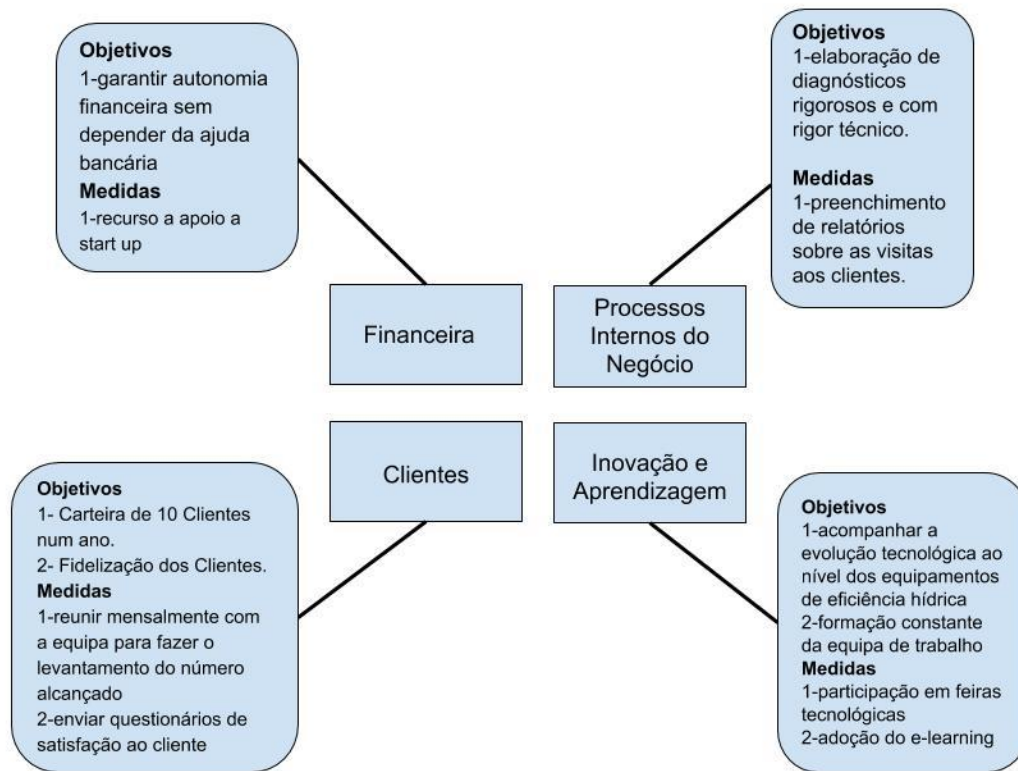 Objetivos
1-garantir autonomia
financeira sem
depender da ajuda
bancária
Medidas
1-recurso a apoio a
start up
Objetivos
1-elaboração de
diagnósticos
rigorosos e com
rigor técnico.
Medidas
1-preenchimento
de relatórios
sobre as visitas
aos clientes.
Financeira
Processos
Internos do
Negócio
Clientes
Inovação e
Aprendizagem
Objetivos
1- Carteira de 10 Clientes
num ano.
2- Fidelização dos Clientes.
Medidas
1-reunir mensalmente com
a equipa para fazer o
levantamento do número
alcançado
2-enviar questionários de
satisfação ao cliente
Objetivos
1-acompanhar a
evolução tecnológica ao
nível dos equipamentos
de eficiência hídrica
2-formação constante
da equipa de trabalho
Medidas
1-participação em feiras
tecnológicas
2-adoção do e-learning